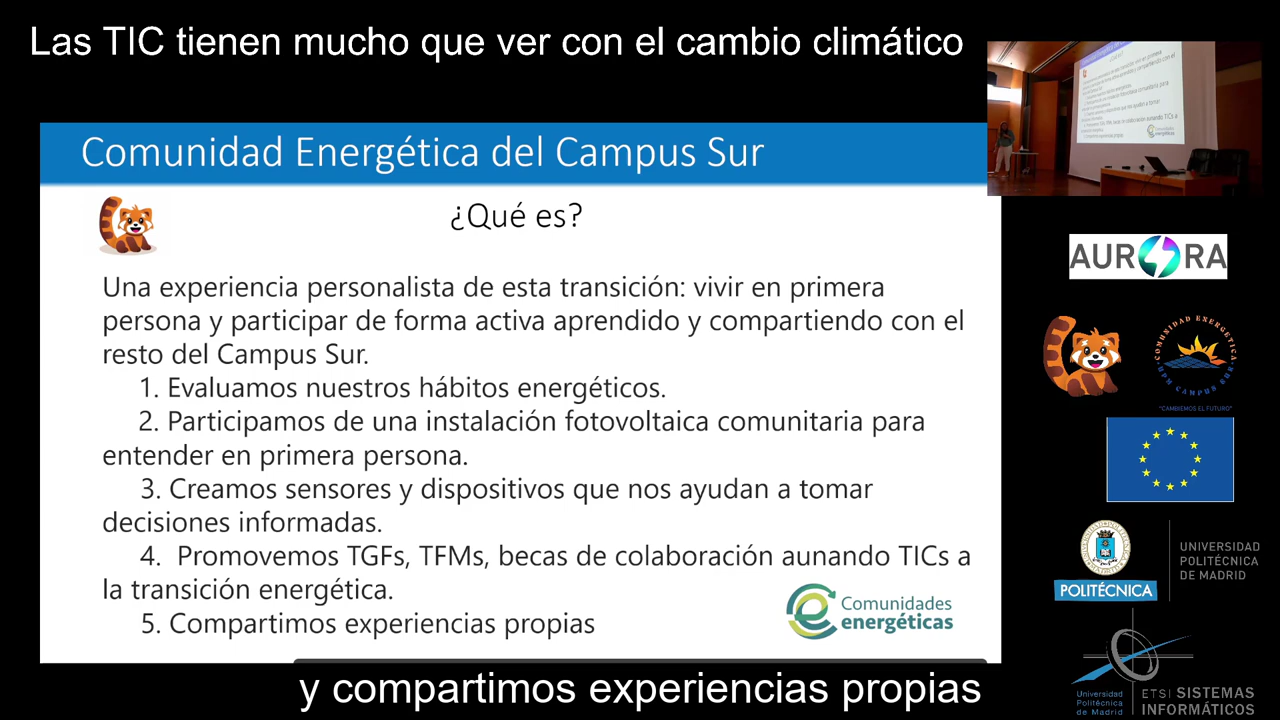 Las TIC tienen mucho que ver con el cambio climático
Comunidad Energética del Campus Sur
¿Qué es?
Una experiencia personalista de esta transición: vivir en primera
persona y participar de forma activa aprendido y compartiendo con el
resto del Campus Sur.
1. Evaluamos nuestros hábitos energéticos.
2. Participamos de una instalación fotovoltaica comunitaria para
entender en primera persona.
3. Creamos sensores y dispositivos que nos ayudan a tomar
decisiones informadas.
4. Promovemos TGFs, TFMs, becas de colaboración aunando TICs a
la transición energética.
5. Compartimos experiencias propias
Comunidades
energéticas
y compartimos experiencias propias
AURORA
COMUNIDAD ENERGÉTICA
UPM CAMPUS SUR
"CAMBIEMOS EL FUTURO"
POLITÉCNICA
UNIVERSIDAD
POLITÉCNICA
DE MADRID
Universidad
Politécnica
de Madrid
ETSI SISTEMAS
INFORMÁTICOS